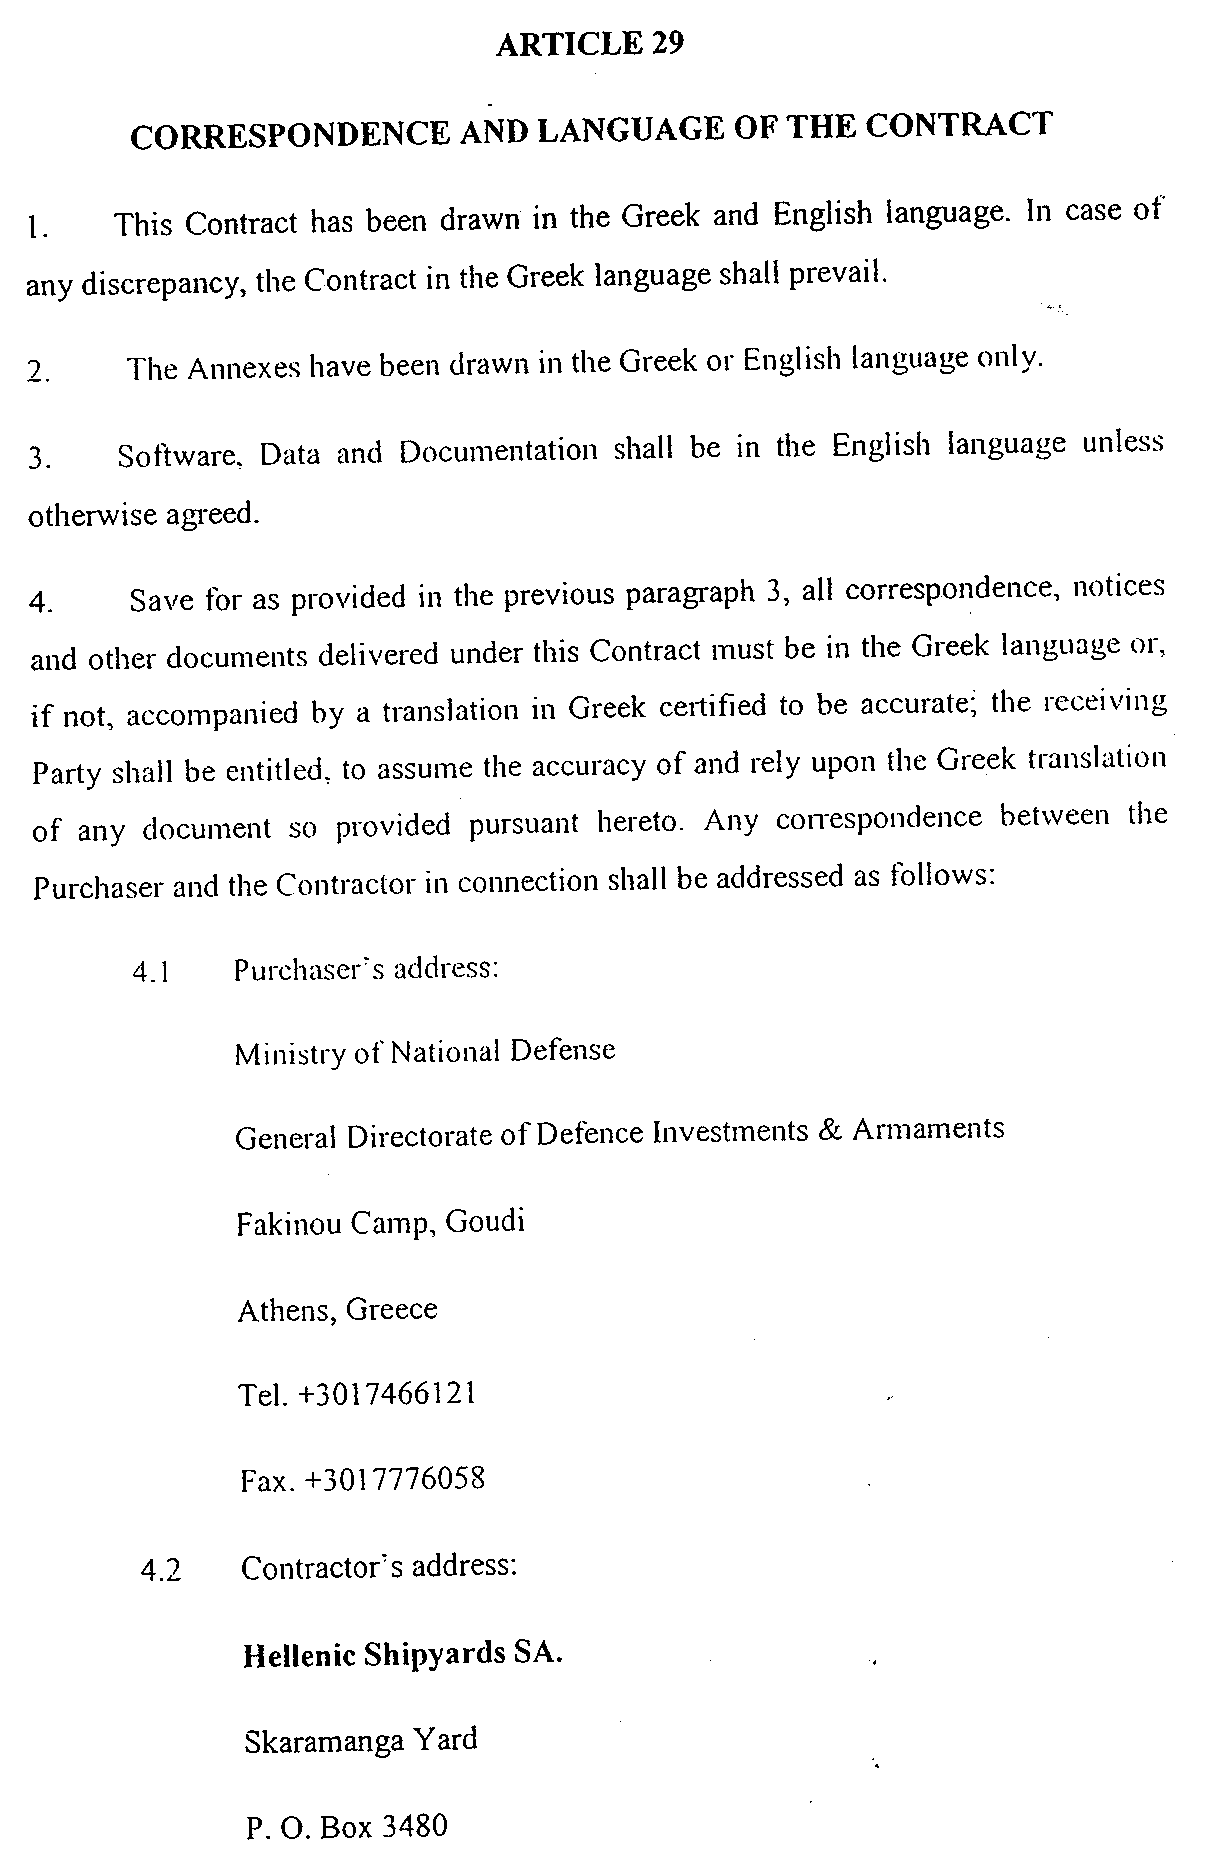 ARTICLE 29
CORRESPONDENCE AND LANGUAGE OF THE CONTRACT
1. This Contract has been drawn in the Greek and English language. In case of
any discrepancy, the Contract in the Greek language shall prevail.
2. The Annexes have been drawn in the Greek or English language only.
3. Software, Data and Documentation shall be in the English language unless
otherwise agreed.
4. Save for as provided in the previous paragraph 3, all correspondence, notices
and other documents delivered under this Contract must be in the Greek language or,
if not, accompanied by a translation in Greek certified to be accurate; the receiving
Party shall be entitled, to assume the accuracy of and rely upon the Greek translation
of any document so provided pursuant hereto. Any correspondence between the
Purchaser and the Contractor in connection shall be addressed as follows:
4.1 Purchaser's address:
Ministry of National Defense
General Directorate of Defence Investments & Armaments
Fakinou Camp, Goudi
Athens, Greece
Tel. +3017466121
Fax. +3017776058
4.2 Contractor's address:
Hellenic Shipyards SA.
Skaramanga Yard
P. O. Box 3480